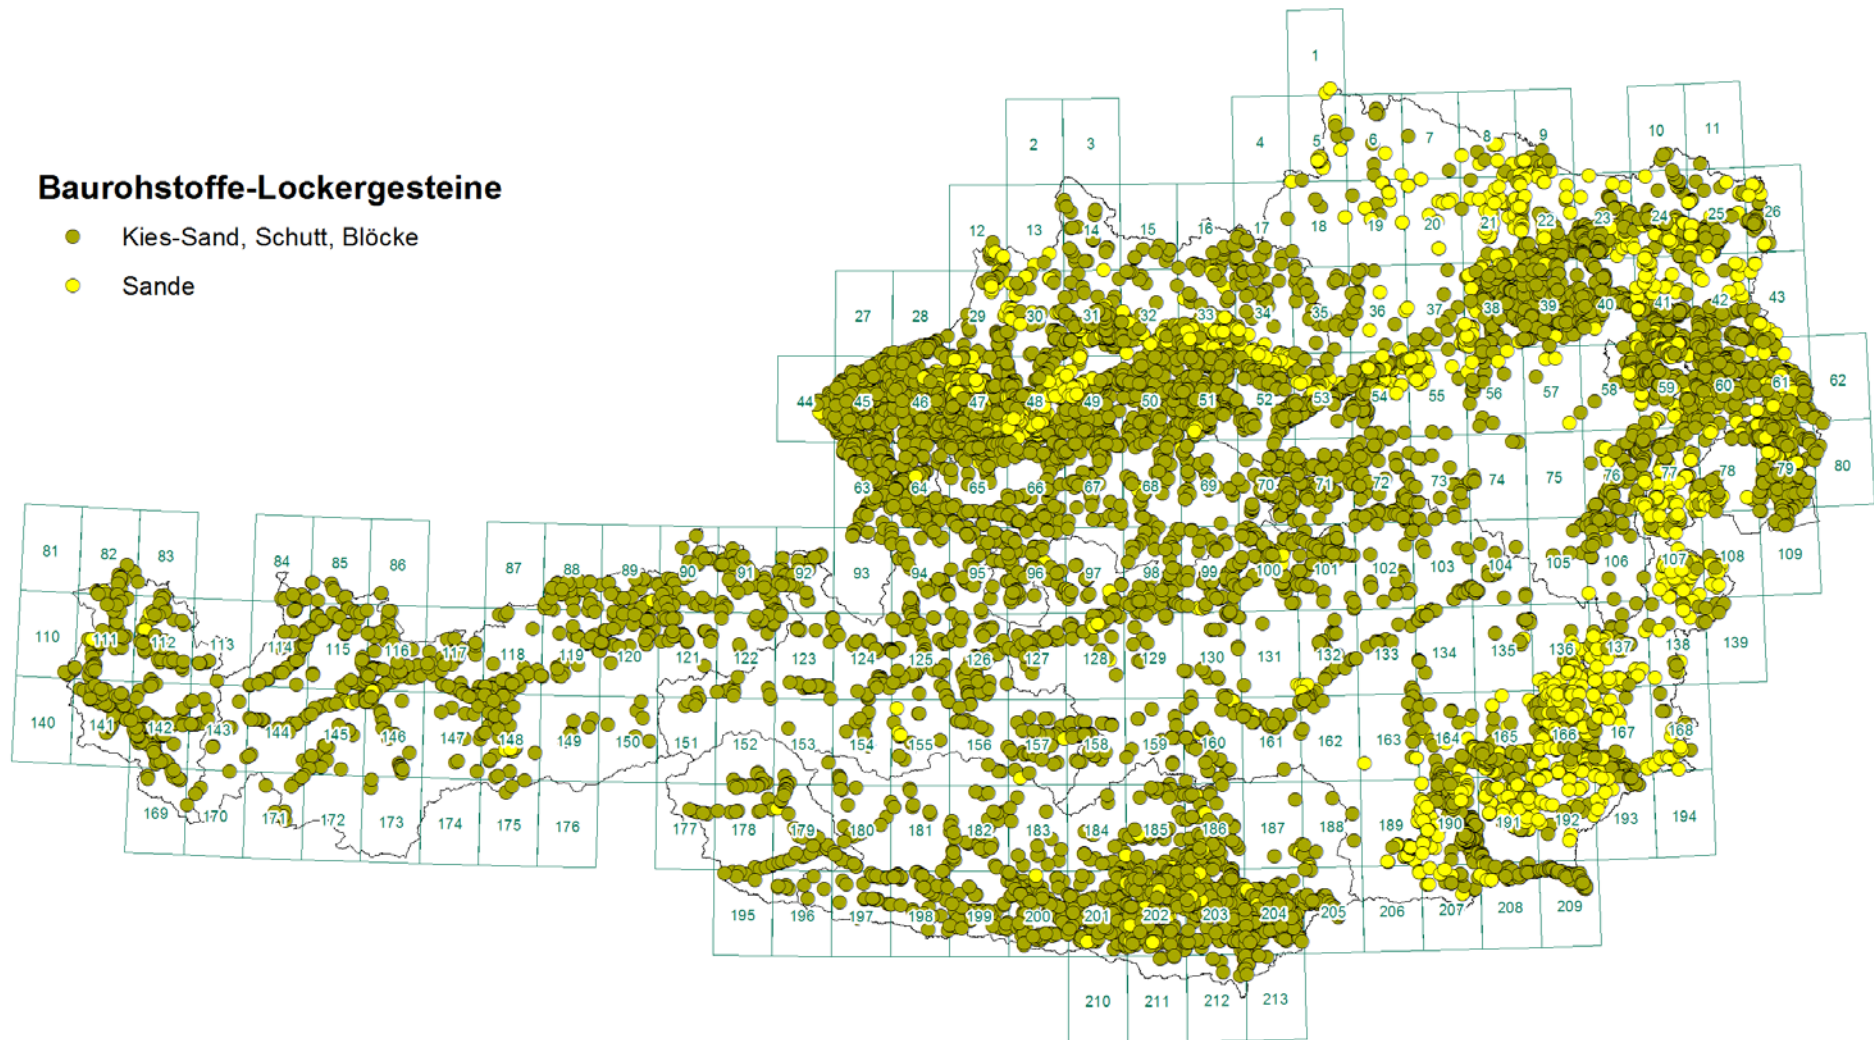 Baurohstoffe-Lockergesteine
Kies-Sand, Schutt, Blöcke
Sande
1
2 3 4 5 6 7 8 9 10 11
12 13 14 15 16 17 18 19 20 21 22 23 24 25 26
27 28 29 30 31 32 33 34 35 36 37 38 39 40 41 42 43
44 45 46 47 48 49 50 51 52 53 54 55 56 57 58 59 60 61 62
63 64 65 66 67 68 69 70 71 72 73 74 75 76 77 78 79 80
81 82 83 84 85 86 87 88 89 90 91 92 93 94 95 96 97 98 99 100 101 102 103 104 105 106 107 108 109
110 111 112 113 114 115 116 117 118 119 120 121 122 123 124 125 126 127 128 129 130 131 132 133 134 135 136 137 138 139
140 141 142 143 144 145 146 147 148 149 150 151 152 153 154 155 156 157 158 159 160 161 162 163 164 165 166 167 168
169 170 171 172 173 174 175 176 177 178 179 180 181 182 183 184 185 186 187 188 189 190 191 192 193 194
195 196 197 198 199 200 201 202 203 204 205 206 207 208 209
210 211 212 213